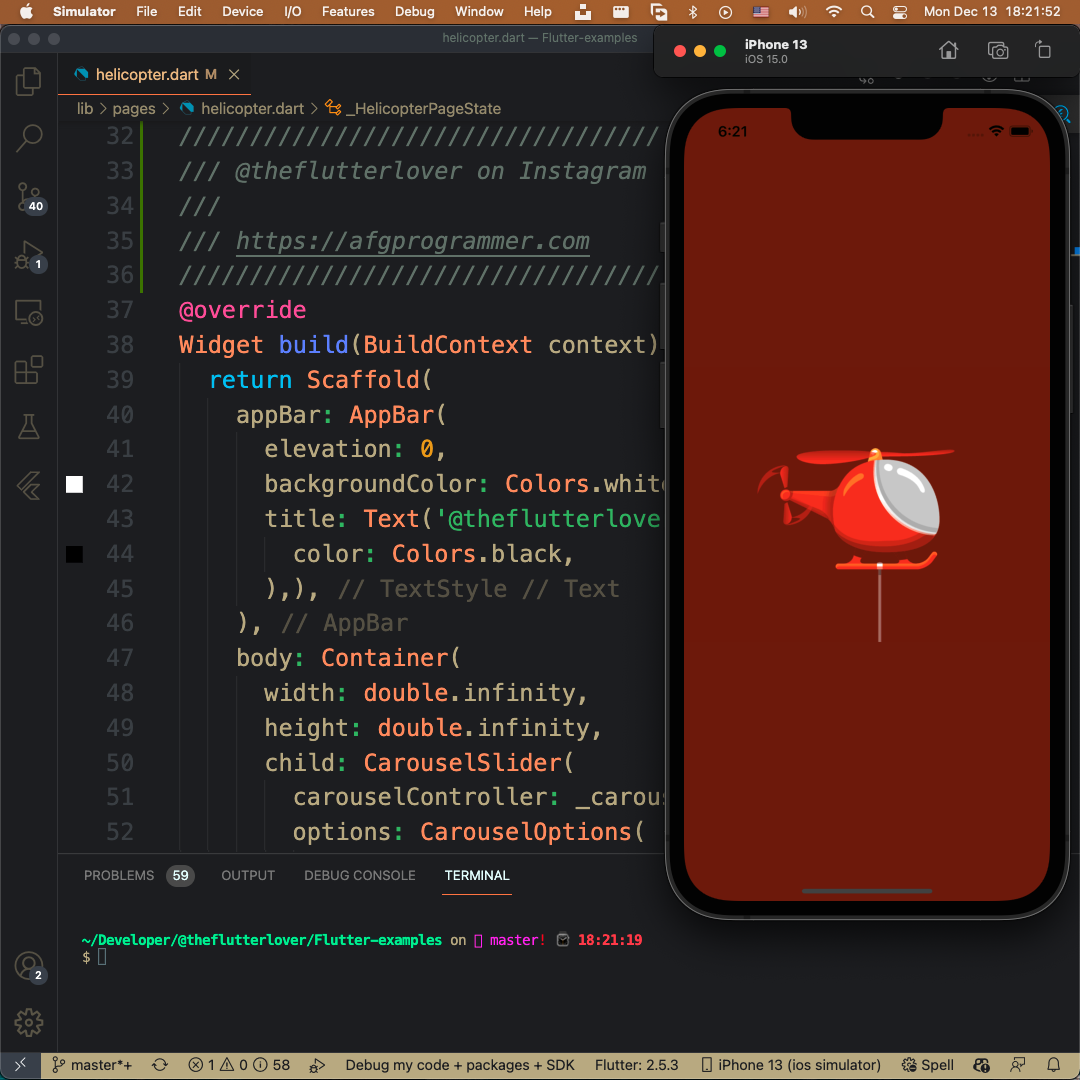 Simulator File Edit Device I/O Features Debug Window Help Mon Dec 13 18:21:52
helicopter.dart — Flutter-examples
iPhone 13
iOS 15.0
helicopter.dart M
lib > pages > helicopter.dart > _HelicopterPageState
6:21
32 //////////////////////////////////
33 /// @theflutterlover on Instagram
34 ///
35 /// https://afgprogrammer.com
36 //////////////////////////////////
37 @override
38 Widget build(BuildContext context)
39 return Scaffold(
40 appBar: AppBar(
41 elevation: 0,
42 backgroundColor: Colors.white
43 title: Text('@theflutterlove
44 color: Colors.black,
45 ),), // TextStyle // Text
46 ), // AppBar
47 body: Container(
48 width: double.infinity,
49 height: double.infinity,
50 child: CarouselSlider(
51 carouselController: _carous
52 options: CarouselOptions(
40
1
2
PROBLEMS 59 OUTPUT DEBUG CONSOLE TERMINAL
~/Developer/@theflutterlover/Flutter-examples on master! 18:21:19
$
master*+ 1 0 58 Debug my code + packages + SDK Flutter: 2.5.3 iPhone 13 (ios simulator) Spell